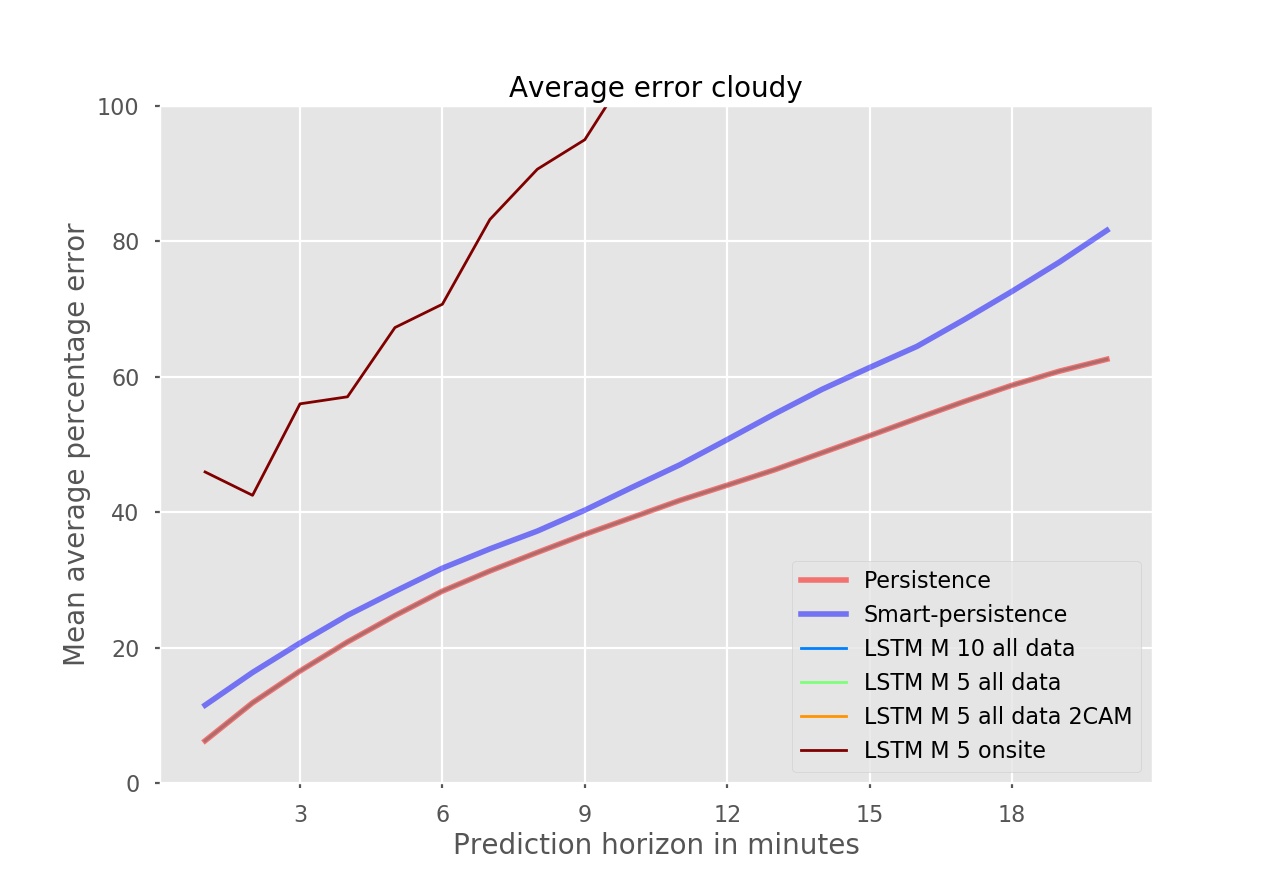 Average error cloudy
Mean average percentage error
100
80
60
40
20
0
3 6 9 12 15 18
Prediction horizon in minutes
Persistence
Smart-persistence
LSTM M 10 all data
LSTM M 5 all data
LSTM M 5 all data 2CAM
LSTM M 5 onsite